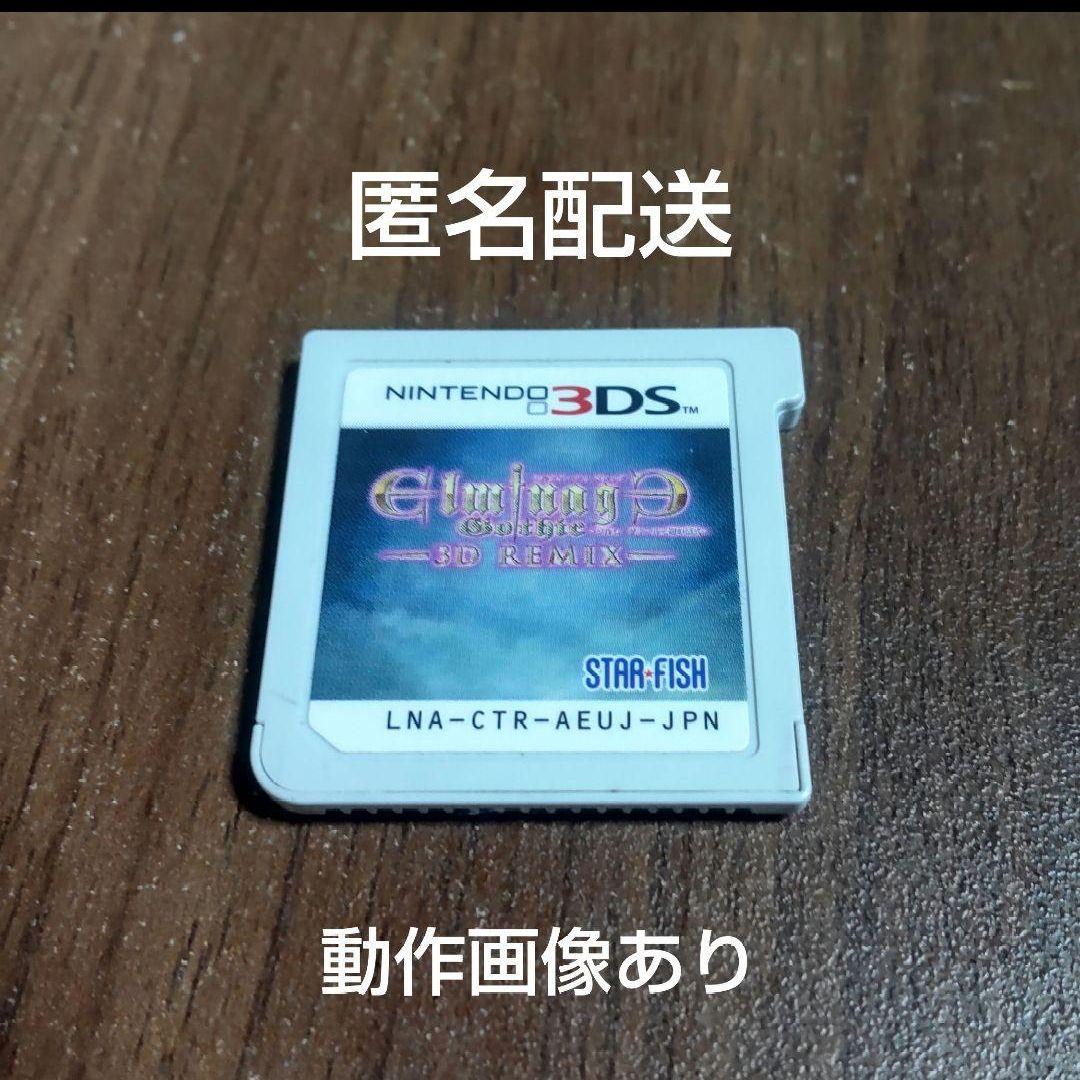 匿名配送
NINTENDO 3DS™
Elminage
Gothic
3D REMIX
STAR★FISH
LNA-CTR-AEUJ-JPN
動作画像あり